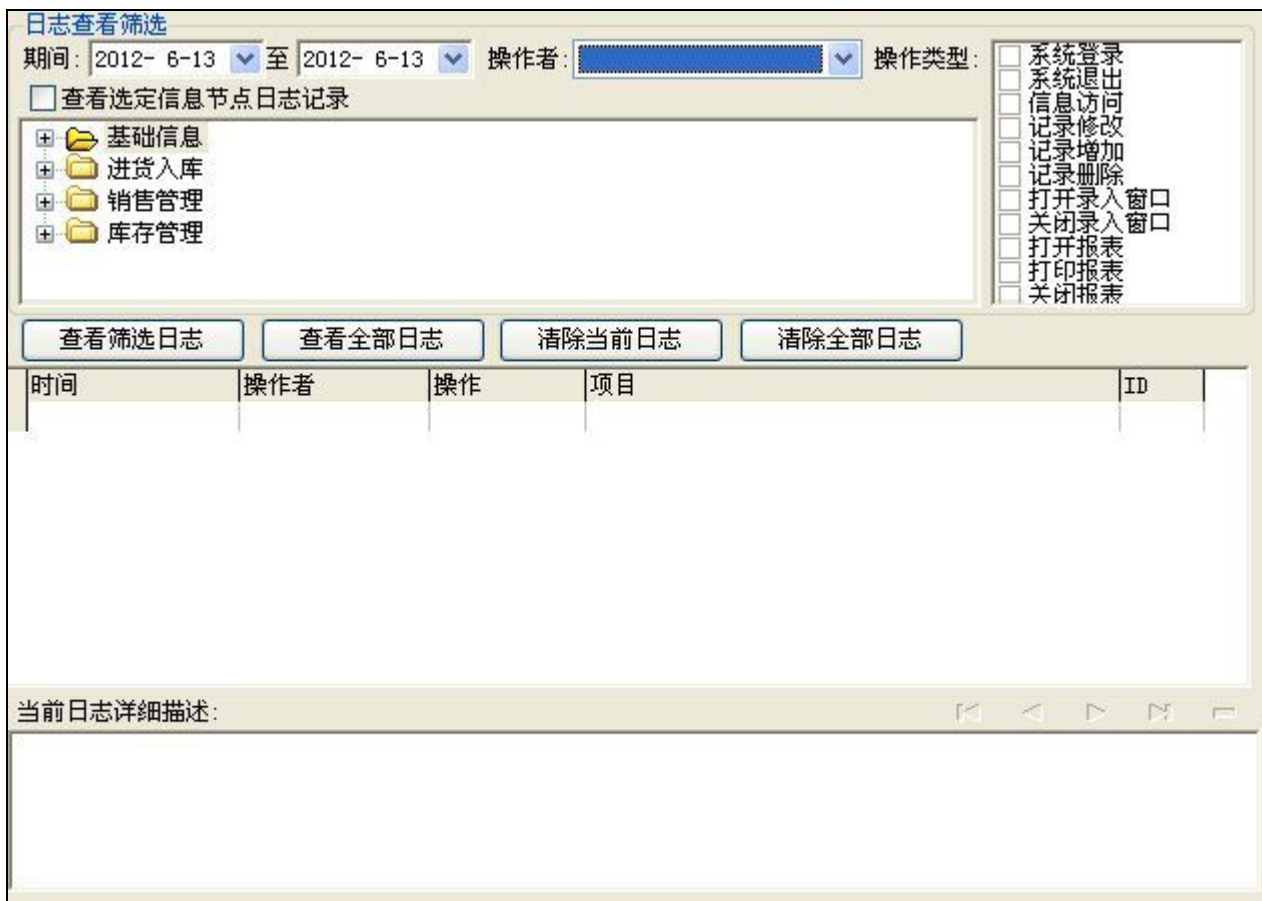 日志查看筛选
期间: 2012- 6-13 至 2012- 6-13 操作者: 操作类型:
系统登录
系统退出
信息访问
记录修改
记录增加
记录删除
打开录入窗口
关闭录入窗口
打开报表
打印报表
关闭报表
查看选定信息节点日志记录
基础信息
进货入库
销售管理
库存管理
查看筛选日志 查看全部日志 清除当前日志 清除全部日志
时间 操作者 操作 项目 ID
当前日志详细描述: